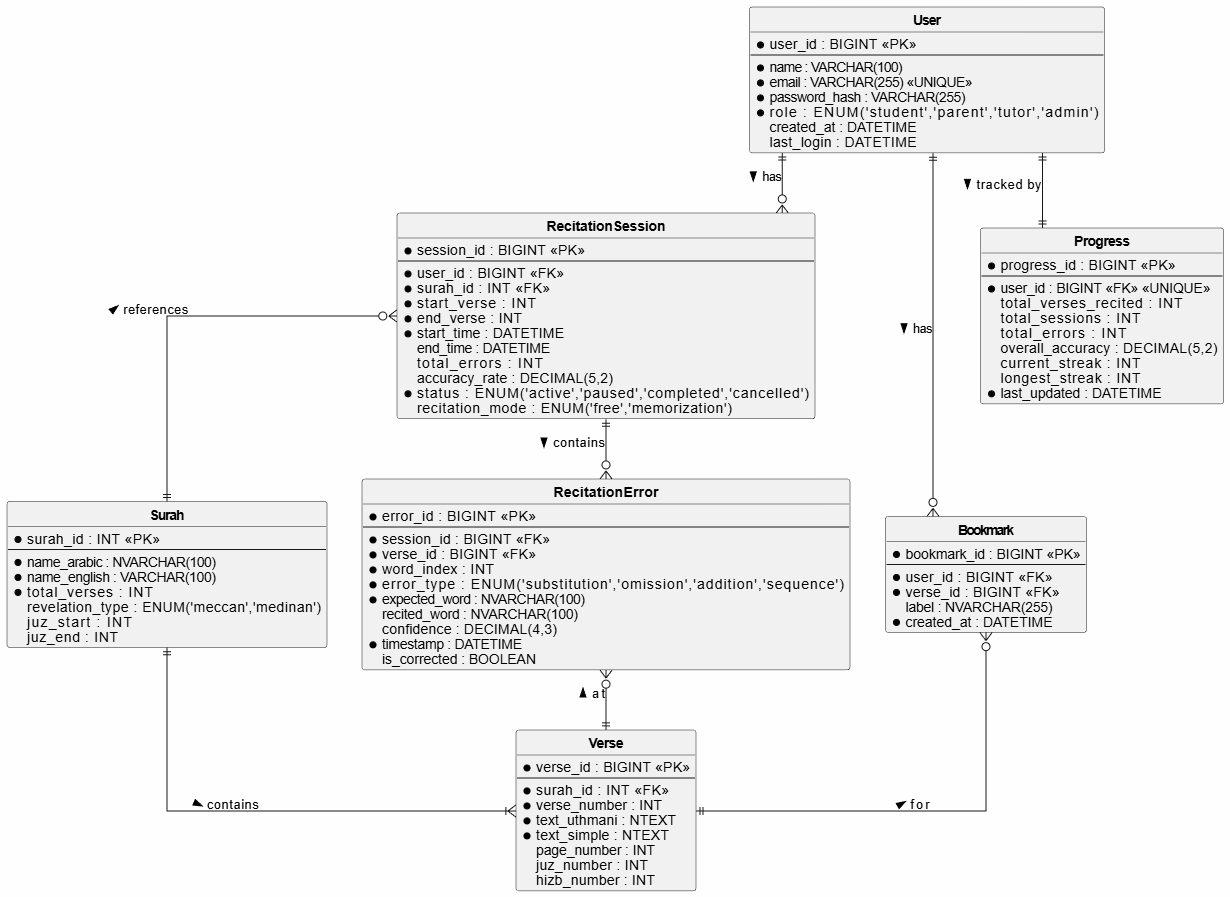 User
user_id : BIGINT «PK»
name : VARCHAR(100)
email : VARCHAR(255) «UNIQUE»
password_hash : VARCHAR(255)
role : ENUM('student','parent','tutor','admin')
created_at : DATETIME
last_login : DATETIME
has
tracked by
RecitationSession
session_id : BIGINT «PK»
user_id : BIGINT «FK»
surah_id : INT «FK»
start_verse : INT
end_verse : INT
start_time : DATETIME
end_time : DATETIME
total_errors : INT
accuracy_rate : DECIMAL(5,2)
status : ENUM('active','paused','completed','cancelled')
recitation_mode : ENUM('free','memorization')
Progress
progress_id : BIGINT «PK»
user_id : BIGINT «FK» «UNIQUE»
total_verses_recited : INT
total_sessions : INT
total_errors : INT
overall_accuracy : DECIMAL(5,2)
current_streak : INT
longest_streak : INT
last_updated : DATETIME
references
has
contains
Surah
surah_id : INT «PK»
name_arabic : NVARCHAR(100)
name_english : VARCHAR(100)
total_verses : INT
revelation_type : ENUM('meccan','medinan')
juz_start : INT
juz_end : INT
RecitationError
error_id : BIGINT «PK»
session_id : BIGINT «FK»
verse_id : BIGINT «FK»
word_index : INT
error_type : ENUM('substitution','omission','addition','sequence')
expected_word : NVARCHAR(100)
recited_word : NVARCHAR(100)
confidence : DECIMAL(4,3)
timestamp : DATETIME
is_corrected : BOOLEAN
Bookmark
bookmark_id : BIGINT «PK»
user_id : BIGINT «FK»
verse_id : BIGINT «FK»
label : NVARCHAR(255)
created_at : DATETIME
at
contains
for
Verse
verse_id : BIGINT «PK»
surah_id : INT «FK»
verse_number : INT
text_uthmani : NTEXT
text_simple : NTEXT
page_number : INT
juz_number : INT
hizb_number : INT